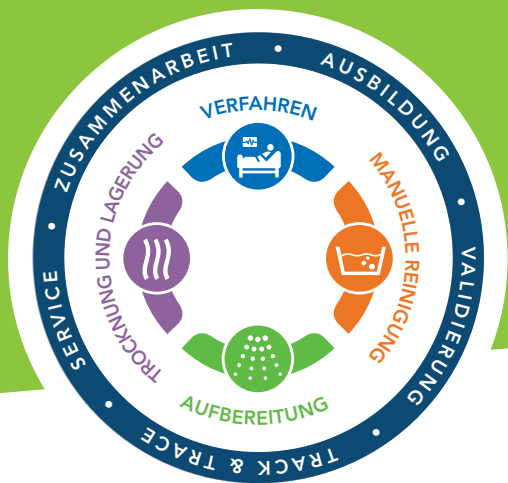 ZUSAMMENARBEIT • AUSBILDUNG • VALIDIERUNG • TRACK & TRACE • SERVICE •
VERFAHREN
MANUELLE REINIGUNG
AUFBEREITUNG
TROCKNUNG UND LAGERUNG